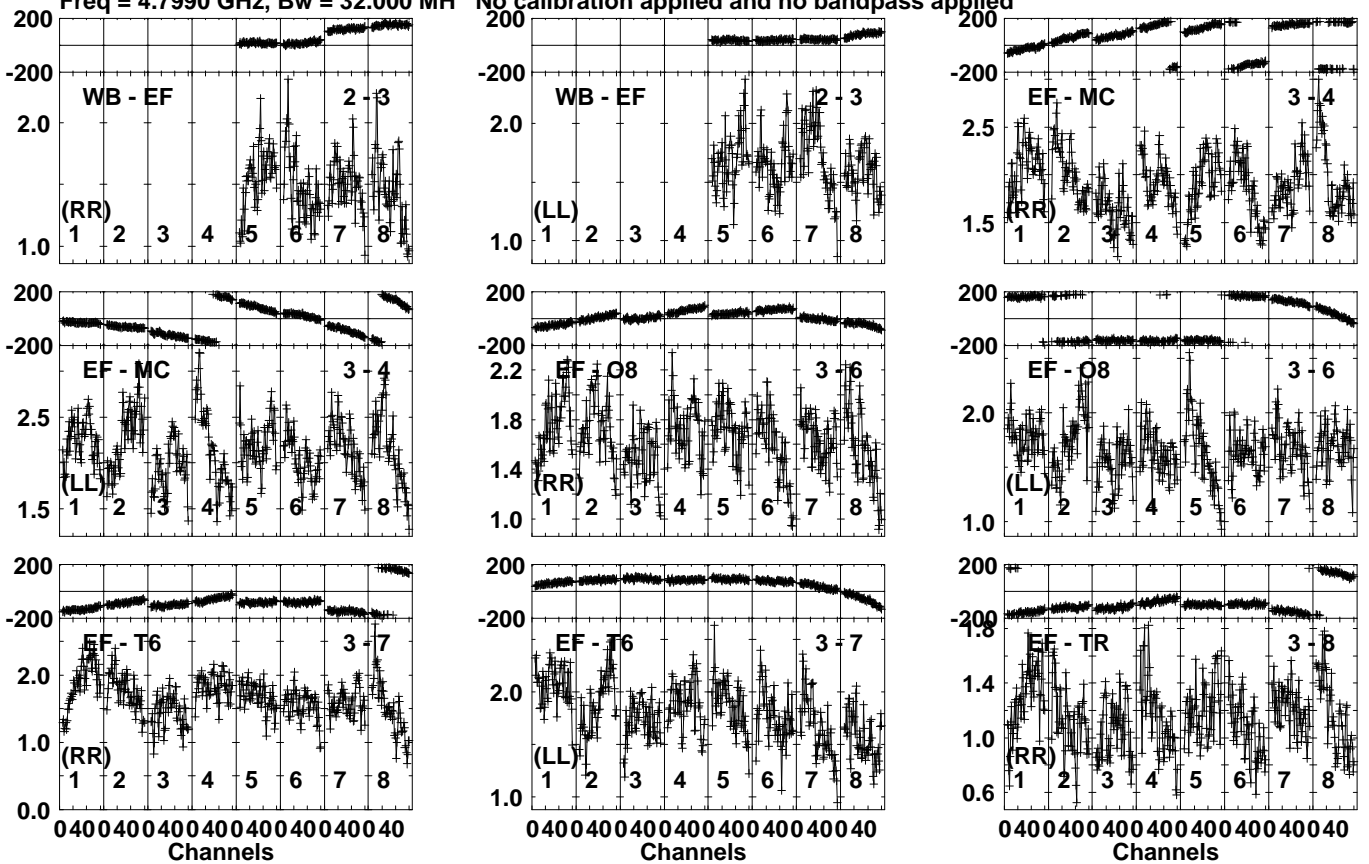 Freq = 4.7990 GHz, Bw = 32.000 MH No calibration applied and no bandpass applied
200 200 200
-200 -200 -200
WB - EF 2 - 3 WB - EF 2 - 3 EF - MC 3 - 4
2.0 2.0 2.5
(RR) (LL) (RR)
1.5
1 2 3 4 5 6 7 8 1 2 3 4 5 6 7 8 1 2 3 4 5 6 7 8
1.0 1.0
200 200 200
-200 -200 -200
EF - MC 3 - 4 EF - O8 3 - 6 EF - O8 3 - 6
2.5 2.2 2.0
1.8
1.4
(LL) (RR) (LL)
1.5
1 2 3 4 5 6 7 8 1 2 3 4 5 6 7 8 1 2 3 4 5 6 7 8
1.0 1.0
200 200 200
-200 -200 -200
1.8
EF - T6 3 - 7 EF - T6 3 - 7 EF - TR 3 - 8
2.0 2.0 1.4
1.0 1.0
(RR) (LL) (RR)
1 2 3 4 5 6 7 8 1 2 3 4 5 6 7 8 1 2 3 4 5 6 7 8
1.0 0.6
0.0
0 40 0 40 0 40 0 40 0 40 0 40 0 40 0 40 0 40 0 40 0 40 0 40 0 40 0 40 0 40 0 40 0 40 0 40 0 40 0 40 0 40 0 40 0 40 0 40
Channels Channels Channels